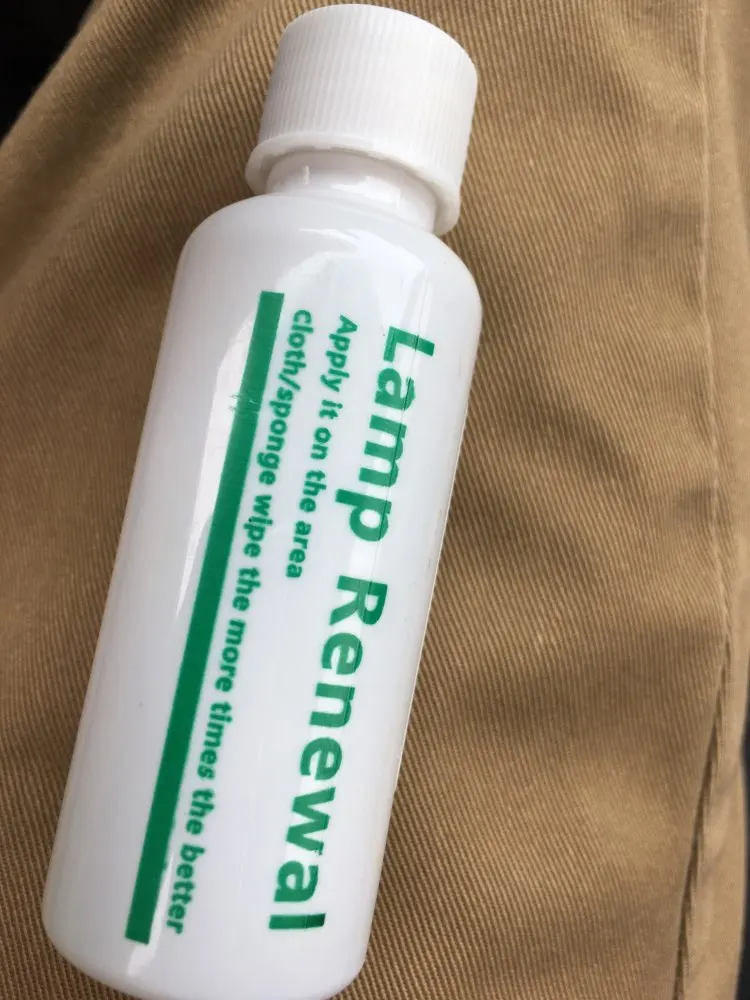 Lamp Renewal
Apply it on the area
cloth/sponge wipe the more times the better